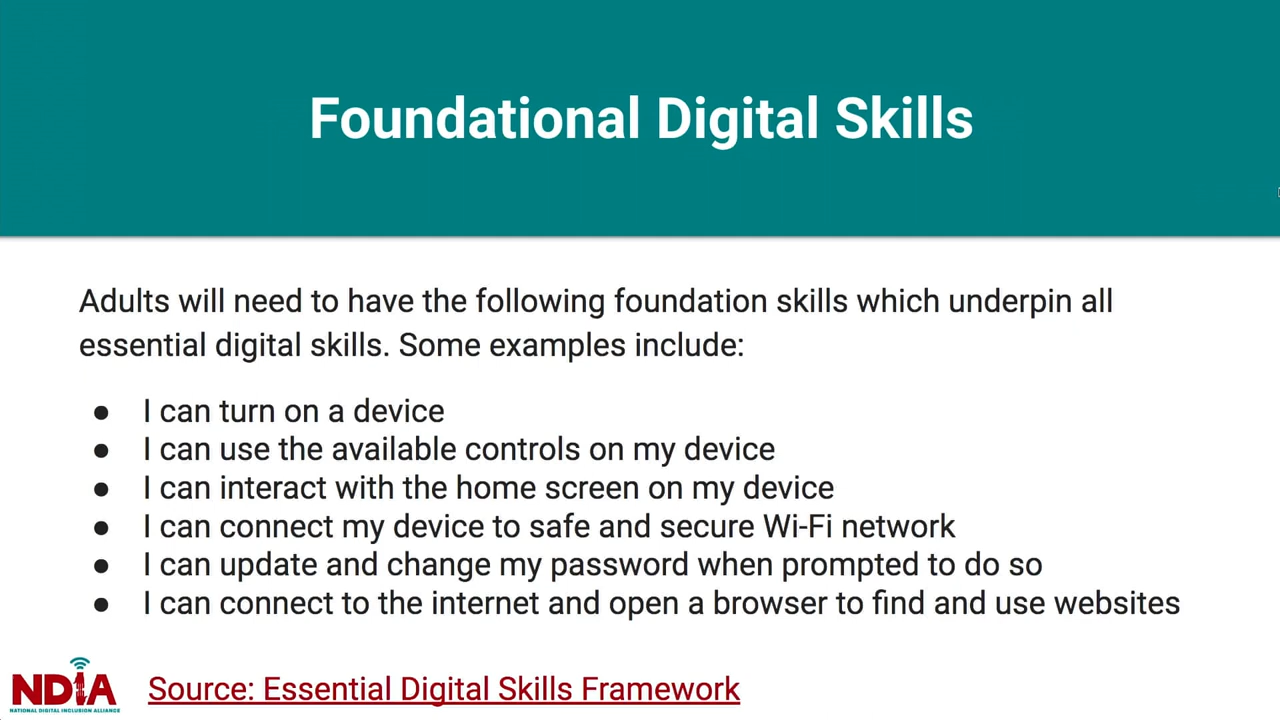 Foundational Digital Skills
Adults will need to have the following foundation skills which underpin all
essential digital skills. Some examples include:
● I can turn on a device
● I can use the available controls on my device
● I can interact with the home screen on my device
● I can connect my device to safe and secure Wi-Fi network
● I can update and change my password when prompted to do so
● I can connect to the internet and open a browser to find and use websites
NDIA
NATIONAL DIGITAL INCLUSION ALLIANCE
Source: Essential Digital Skills Framework